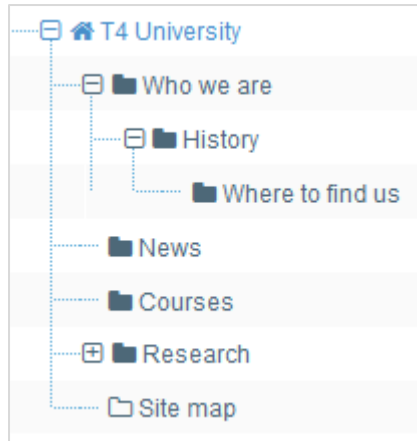 T4 University
Who we are
History
Where to find us
News
Courses
Research
Site map